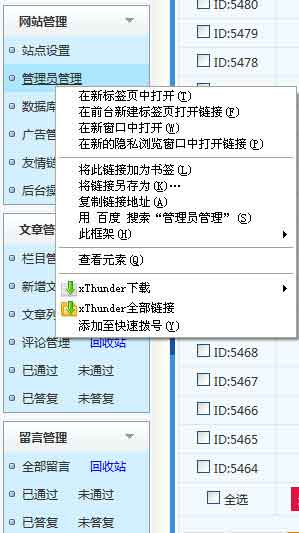 网站管理
站点设置
管理员管理
数据库
广告管
友情链
后台操
在新标签页中打开(T)
在前台新建标签页打开链接(F)
在新窗口中打开(W)
在新的隐私浏览窗口中打开链接(P)
将此链接加为书签(L)
将链接另存为(K)…
复制链接地址(A)
用 百度 搜索“管理员管理”(S)
此框架(H)
查看元素(Q)
xThunder下载
xThunder全部链接
添加至快速拨号(Y)
文章管
栏目管
新增文
文章列
评论管理 回收站
已通过 未通过
已答复 未答复
留言管理
全部留言 回收站
已通过 未通过
已答复 未答复
ID:5480
ID:5479
ID:5478
ID:5468
ID:5467
ID:5466
ID:5465
ID:5464
全选